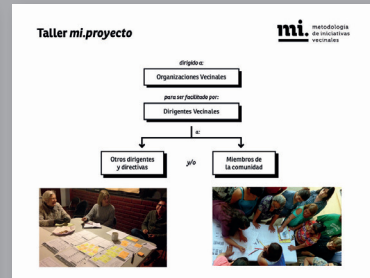 Taller mi.proyecto
mi. metodología
de iniciativas
vecinales
dirigido a:
Organizaciones Vecinales
para ser facilitado por:
Dirigentes Vecinales
a:
Otros dirigentes
y directivas
y/o
Miembros de
la comunidad